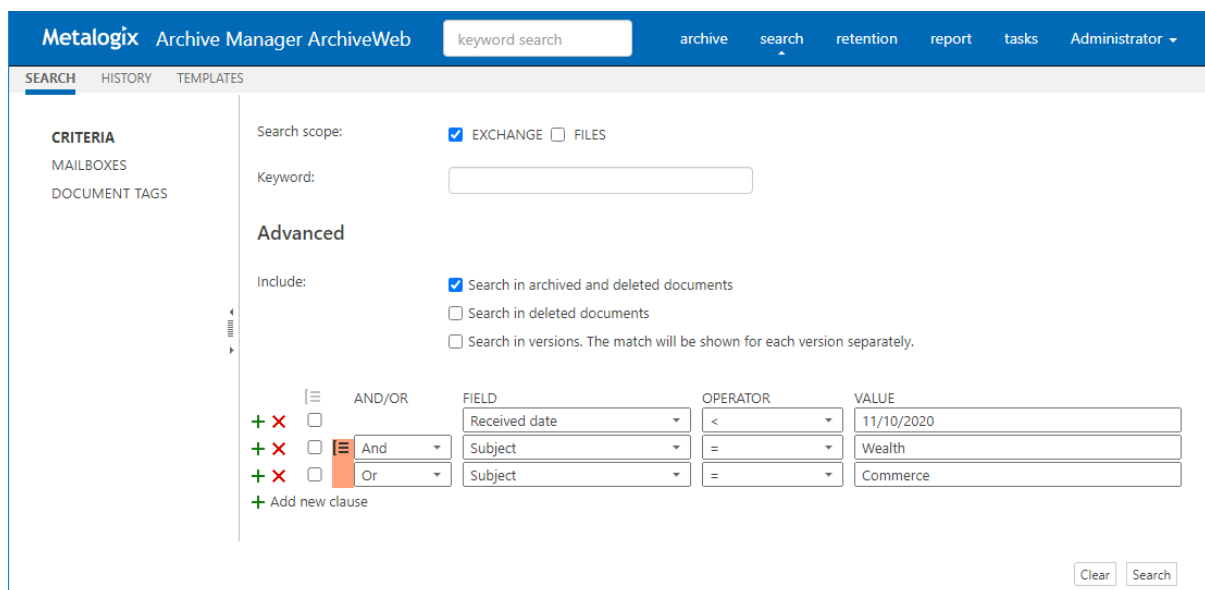 Metalogix Archive Manager ArchiveWeb keyword search archive search retention report tasks Administrator
SEARCH HISTORY TEMPLATES
CRITERIA
MAILBOXES
DOCUMENT TAGS
Search scope: EXCHANGE FILES
Keyword:
Advanced
Include: Search in archived and deleted documents
Search in deleted documents
Search in versions. The match will be shown for each version separately.
AND/OR FIELD OPERATOR VALUE
Received date < 11/10/2020
And Subject = Wealth
Or Subject = Commerce
+ Add new clause
Clear Search